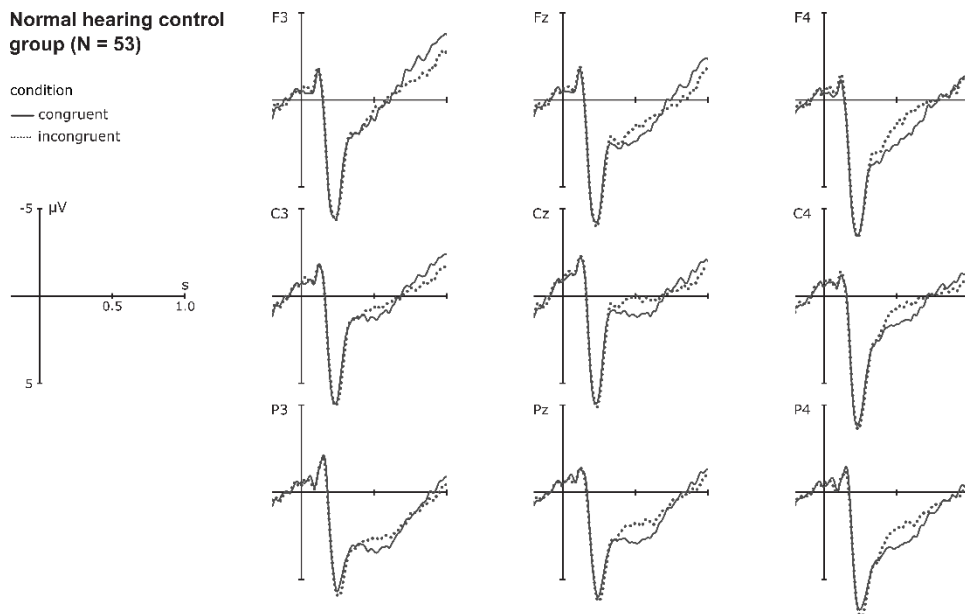 Normal hearing control
group (N = 53)
condition
congruent
incongruent
-5 µV
s
0.5 1.0
5
F3 Fz F4
C3 Cz C4
P3 Pz P4